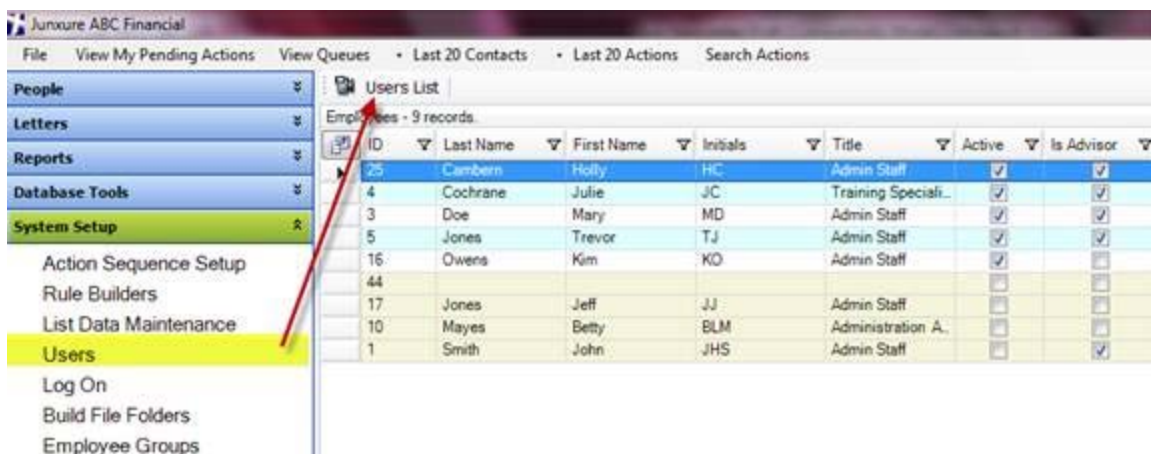 Junxure ABC Financial
File View My Pending Actions View Queues • Last 20 Contacts • Last 20 Actions Search Actions
People
Letters
Reports
Database Tools
System Setup
Action Sequence Setup
Rule Builders
List Data Maintenance
Users
Log On
Build File Folders
Employee Groups
Users List
Employees - 9 records.
ID Last Name First Name Initials Title Active Is Advisor
25 Cambern Holly HC Admin Staff
4 Cochrane Julie JC Training Speciali...
3 Doe Mary MD Admin Staff
5 Jones Trevor TJ Admin Staff
16 Owens Kim KO Admin Staff
44
17 Jones Jeff JJ Admin Staff
10 Mayes Betty BLM Administration A...
1 Smith John JHS Admin Staff